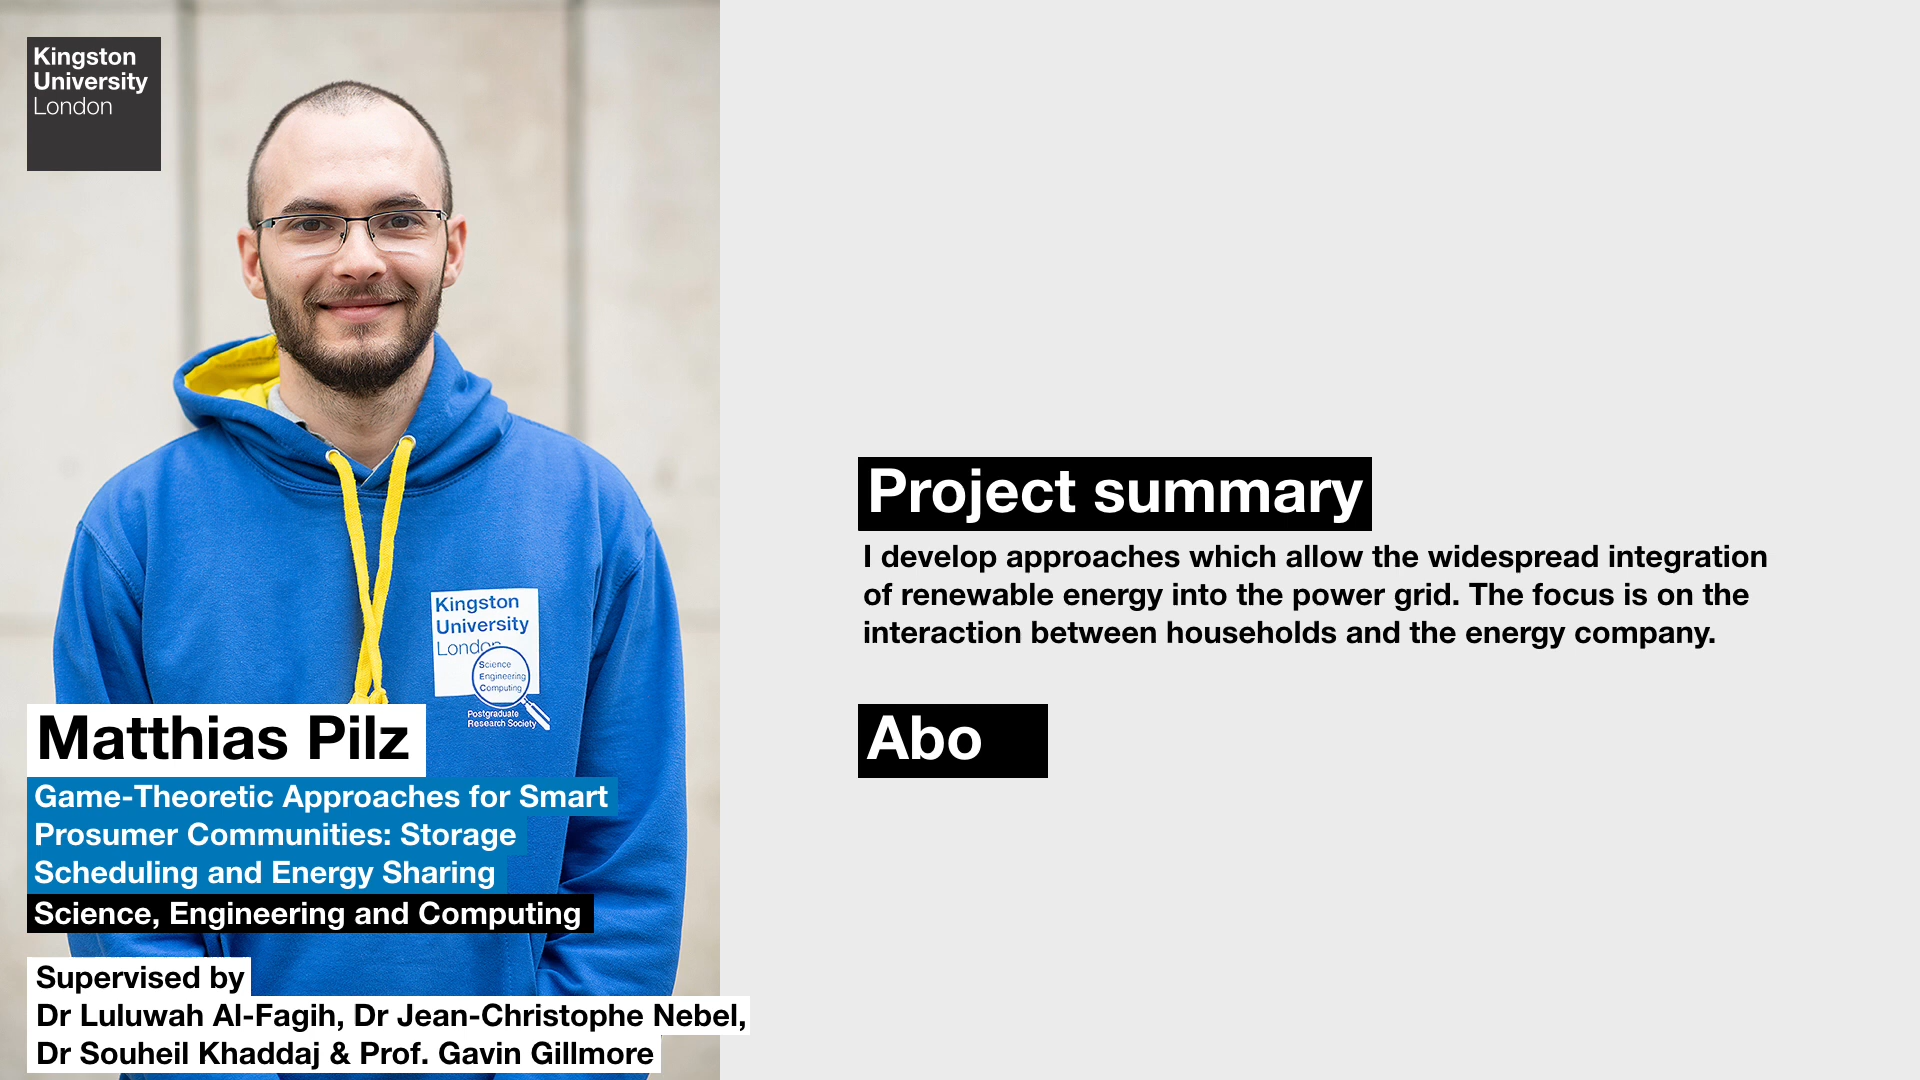 Kingston
University
London
Kingston
University
London
Science
Engineering
Computing
Postgraduate
Research Society
Matthias Pilz
Game-Theoretic Approaches for Smart
Prosumer Communities: Storage
Scheduling and Energy Sharing
Science, Engineering and Computing
Supervised by
Dr Luluwah Al-Fagih, Dr Jean-Christophe Nebel,
Dr Souheil Khaddaj & Prof. Gavin Gillmore
Project summary
I develop approaches which allow the widespread integration
of renewable energy into the power grid. The focus is on the
interaction between households and the energy company.
Abo